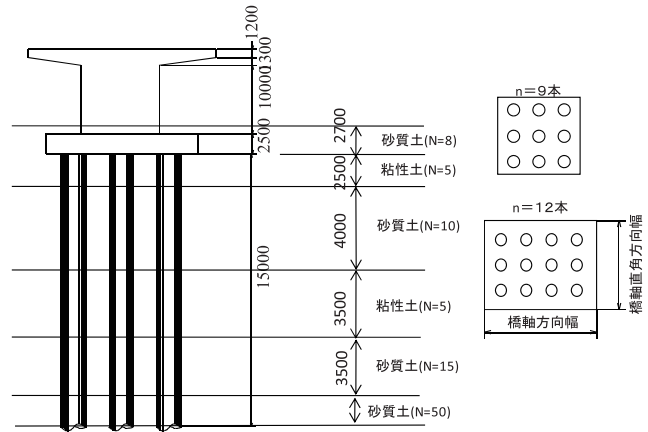 1200
1300
10000
2500
15000
2700
砂質土(N=8)
2500
粘性土(N=5)
4000
砂質土(N=10)
3500
粘性土(N=5)
3500
砂質土(N=15)
砂質土(N=50)
n＝9本
n＝12本
橋軸直角方向幅
橋軸方向幅